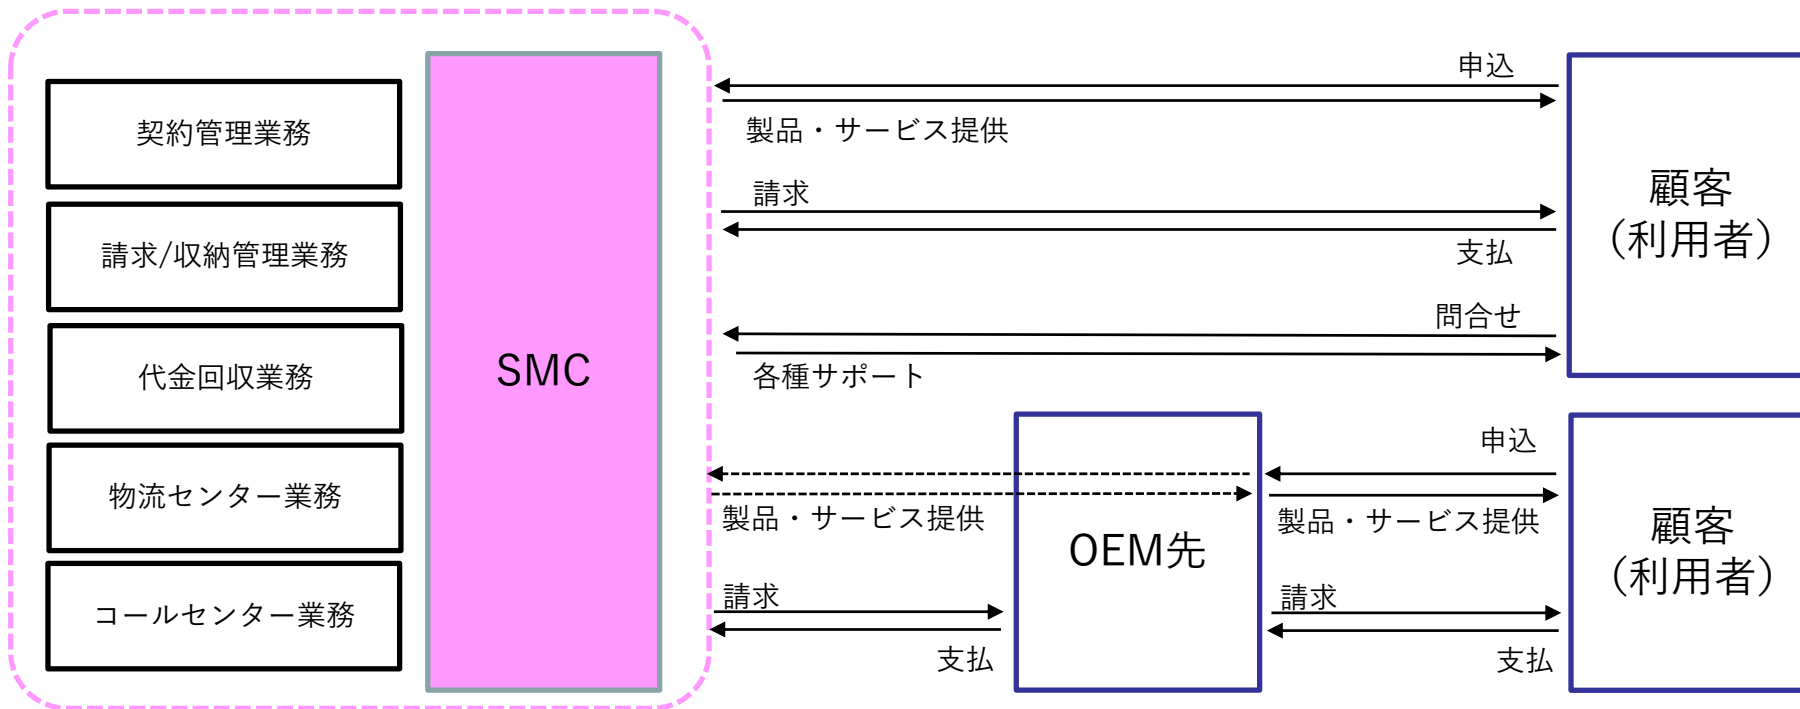 契約管理業務
請求/収納管理業務
代金回収業務
物流センター業務
コールセンター業務
SMC
申込
製品・サービス提供
請求
支払
問合せ
各種サポート
顧客
（利用者）
製品・サービス提供
請求
支払
OEM先
申込
製品・サービス提供
請求
支払
顧客
（利用者）